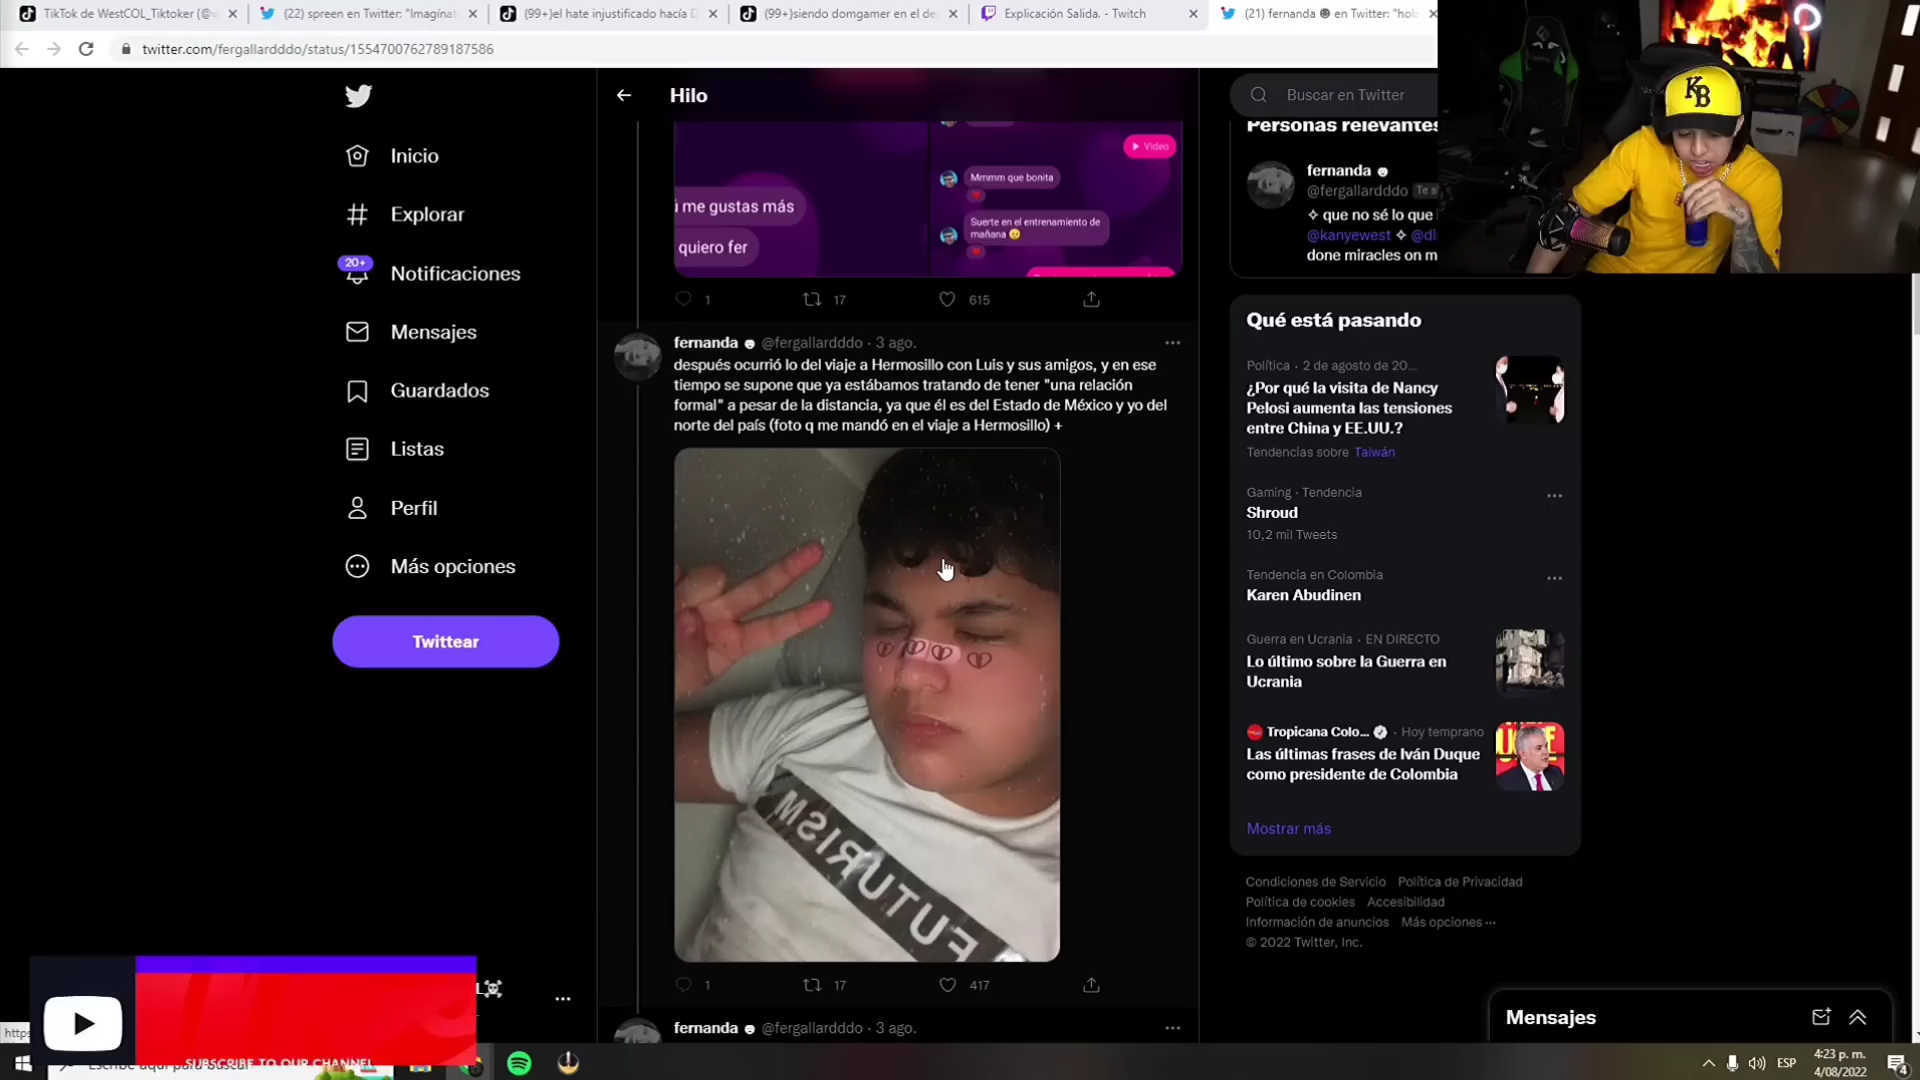 TikTok de WestCOL_Tiktoker (@w
(22) spreen en Twitter: "Imagínat
(99+)el hate injustificado hacía D
(99+)siendo domgamer en el de
Explicación Salida. - Twitch
(21) fernanda ☻ en Twitter: "hola
twitter.com/fergallardddo/status/1554700762789187586
Inicio
Explorar
20+
Notificaciones
Mensajes
Guardados
Listas
Perfil
Más opciones
Twittear
Hilo
ú me gustas más
quiero fer
Video
Mmmm que bonita
Suerte en el entrenamiento de
mañana
1
17
615
fernanda ☻ @fergallardddo · 3 ago.
después ocurrió lo del viaje a Hermosillo con Luis y sus amigos, y en ese
tiempo se supone que ya estábamos tratando de tener "una relación
formal" a pesar de la distancia, ya que él es del Estado de México y yo del
norte del país (foto q me mandó en el viaje a Hermosillo) +
FUTURISM
1
17
417
fernanda ☻ @fergallardddo · 3 ago.
Buscar en Twitter
Personas relevantes
fernanda ☻
@fergallardddo Te s
✧ que no sé lo que
@kanyewest ✧ @di
done miracles on m
KB
Qué está pasando
Política · 2 de agosto de 20...
¿Por qué la visita de Nancy
Pelosi aumenta las tensiones
entre China y EE.UU.?
Tendencias sobre Taiwán
Gaming · Tendencia
Shroud
10,2 mil Tweets
Tendencia en Colombia
Karen Abudinen
Guerra en Ucrania · EN DIRECTO
Lo último sobre la Guerra en
Ucrania
Tropicana Colo... · Hoy temprano
Las últimas frases de Iván Duque
como presidente de Colombia
Mostrar más
Condiciones de Servicio Política de Privacidad
Política de cookies Accesibilidad
Información de anuncios Más opciones ···
© 2022 Twitter, Inc.
Mensajes
L☠
SUBSCRIBE TO OUR CHANNEL
https
Escribe aquí para buscar
ESP
4:23 p. m.
4/08/2022
4